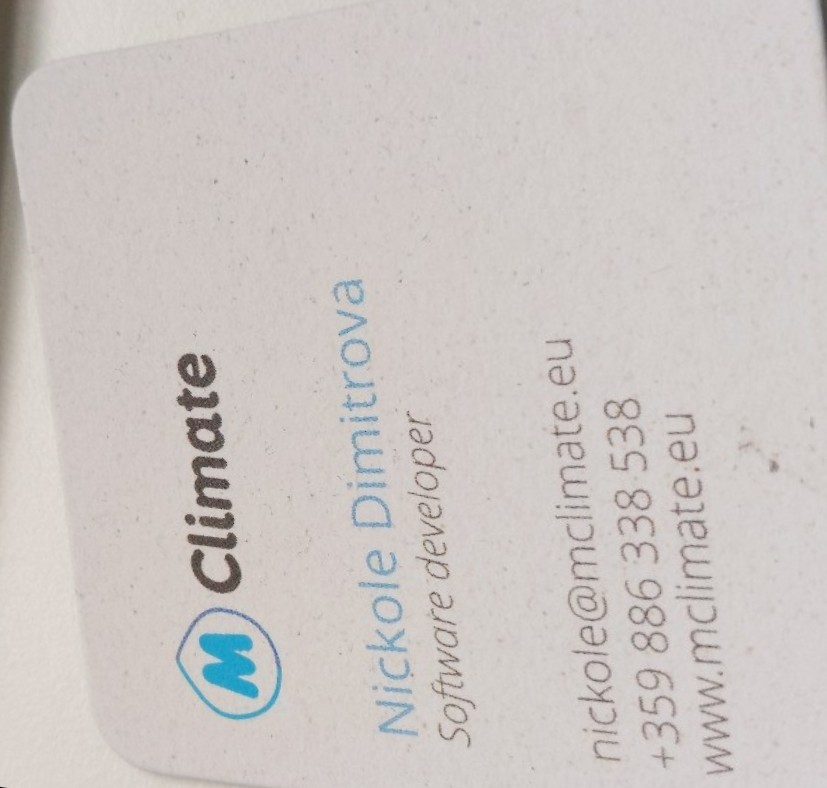 M Climate
Nickole Dimitrova
Software developer
nickole@mclimate.eu
+359 886 338 538
www.mclimate.eu